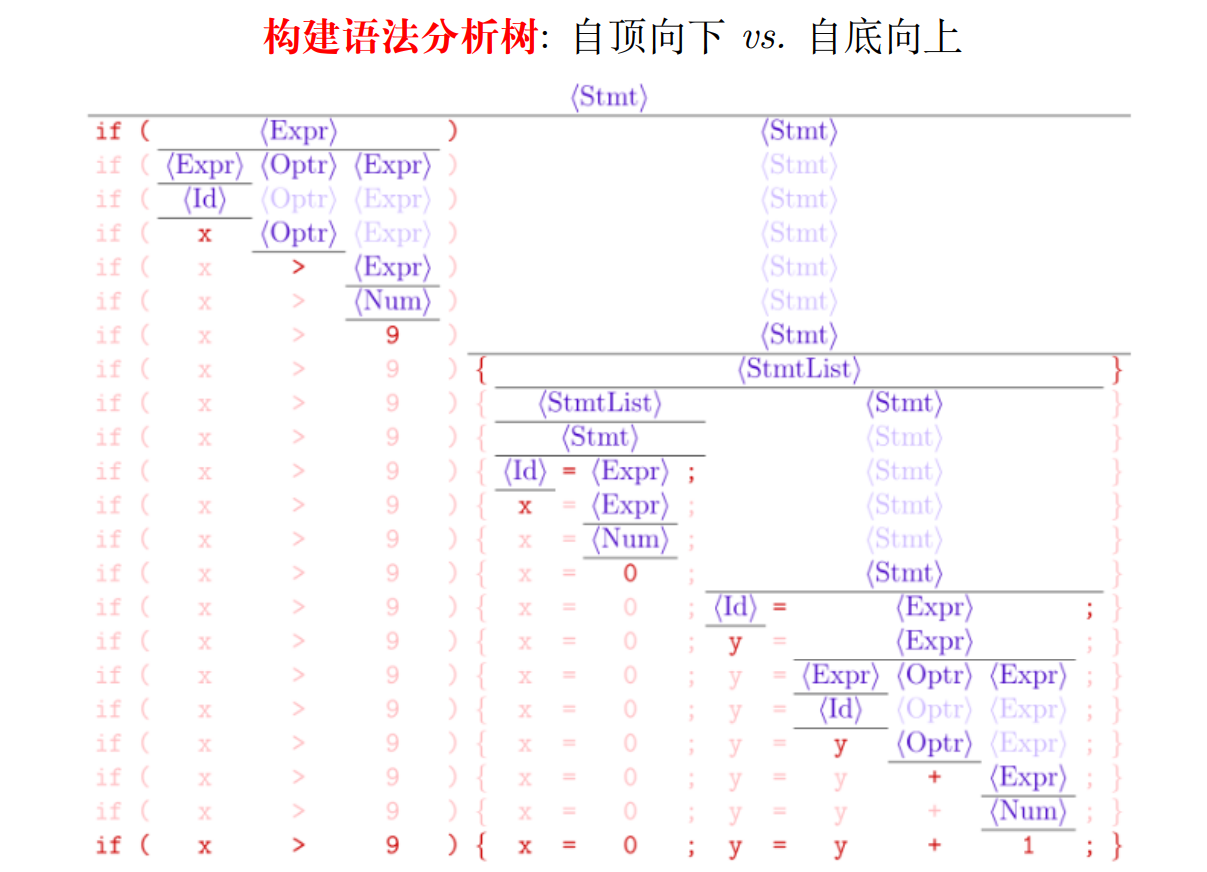 构建语法分析树: 自顶向下 vs. 自底向上
⟨Stmt⟩
if ( ⟨Expr⟩ ) ⟨Stmt⟩
if ( ⟨Expr⟩ ⟨Optr⟩ ⟨Expr⟩ ) ⟨Stmt⟩
if ( ⟨Id⟩ ⟨Optr⟩ ⟨Expr⟩ ) ⟨Stmt⟩
if ( x ⟨Optr⟩ ⟨Expr⟩ ) ⟨Stmt⟩
if ( x > ⟨Expr⟩ ) ⟨Stmt⟩
if ( x > ⟨Num⟩ ) ⟨Stmt⟩
if ( x > 9 ) ⟨Stmt⟩
if ( x > 9 ) { ⟨StmtList⟩ }
if ( x > 9 ) { ⟨StmtList⟩ ⟨Stmt⟩ }
if ( x > 9 ) { ⟨Stmt⟩ ⟨Stmt⟩ }
if ( x > 9 ) { ⟨Id⟩ = ⟨Expr⟩ ; ⟨Stmt⟩ }
if ( x > 9 ) { x = ⟨Expr⟩ ; ⟨Stmt⟩ }
if ( x > 9 ) { x = ⟨Num⟩ ; ⟨Stmt⟩ }
if ( x > 9 ) { x = 0 ; ⟨Stmt⟩ }
if ( x > 9 ) { x = 0 ; ⟨Id⟩ = ⟨Expr⟩ ; }
if ( x > 9 ) { x = 0 ; y = ⟨Expr⟩ ; }
if ( x > 9 ) { x = 0 ; y = ⟨Expr⟩ ⟨Optr⟩ ⟨Expr⟩ ; }
if ( x > 9 ) { x = 0 ; y = ⟨Id⟩ ⟨Optr⟩ ⟨Expr⟩ ; }
if ( x > 9 ) { x = 0 ; y = y ⟨Optr⟩ ⟨Expr⟩ ; }
if ( x > 9 ) { x = 0 ; y = y + ⟨Expr⟩ ; }
if ( x > 9 ) { x = 0 ; y = y + ⟨Num⟩ ; }
if ( x > 9 ) { x = 0 ; y = y + 1 ; }